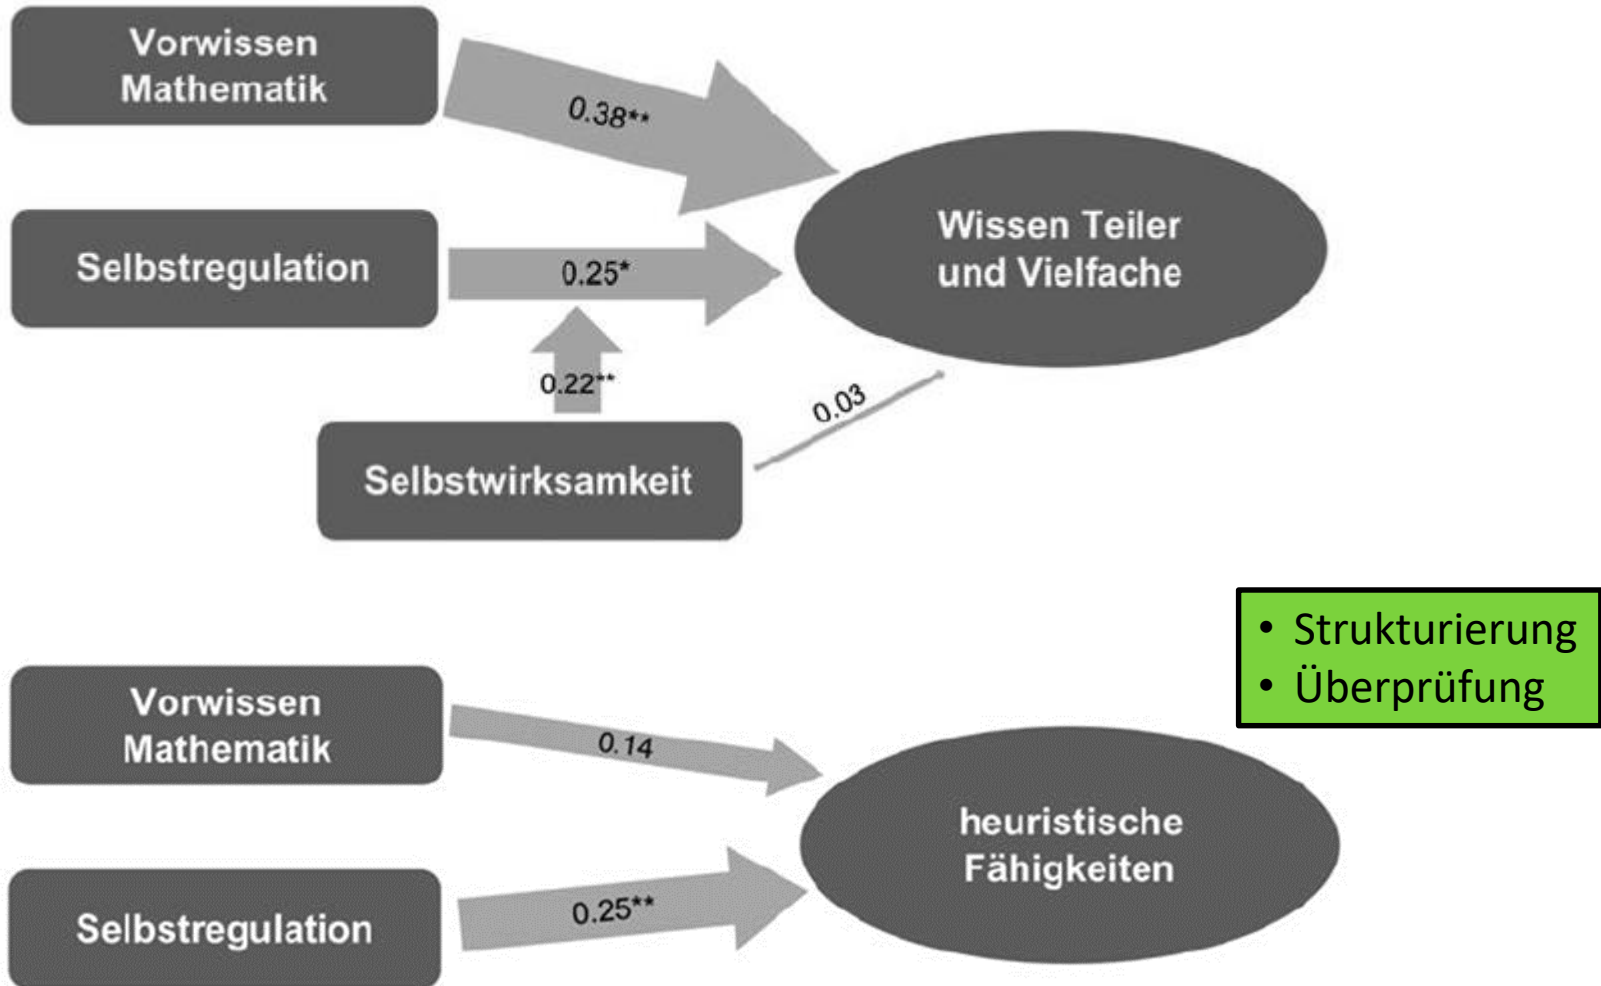 Vorwissen
Mathematik
0.38**
Selbstregulation
0.25*
Wissen Teiler
und Vielfache
0.22**
0.03
Selbstwirksamkeit
• Strukturierung
• Überprüfung
Vorwissen
Mathematik
0.14
heuristische
Fähigkeiten
Selbstregulation
0.25**